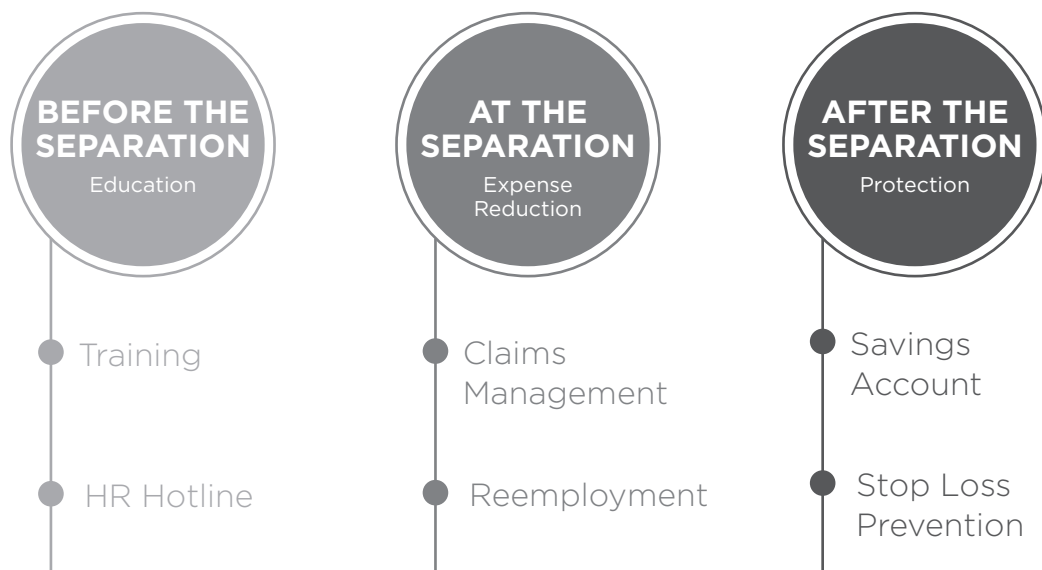 BEFORE THE
SEPARATION
Education
Training
HR Hotline
AT THE
SEPARATION
Expense
Reduction
Claims
Management
Reemployment
AFTER THE
SEPARATION
Protection
Savings
Account
Stop Loss
Prevention